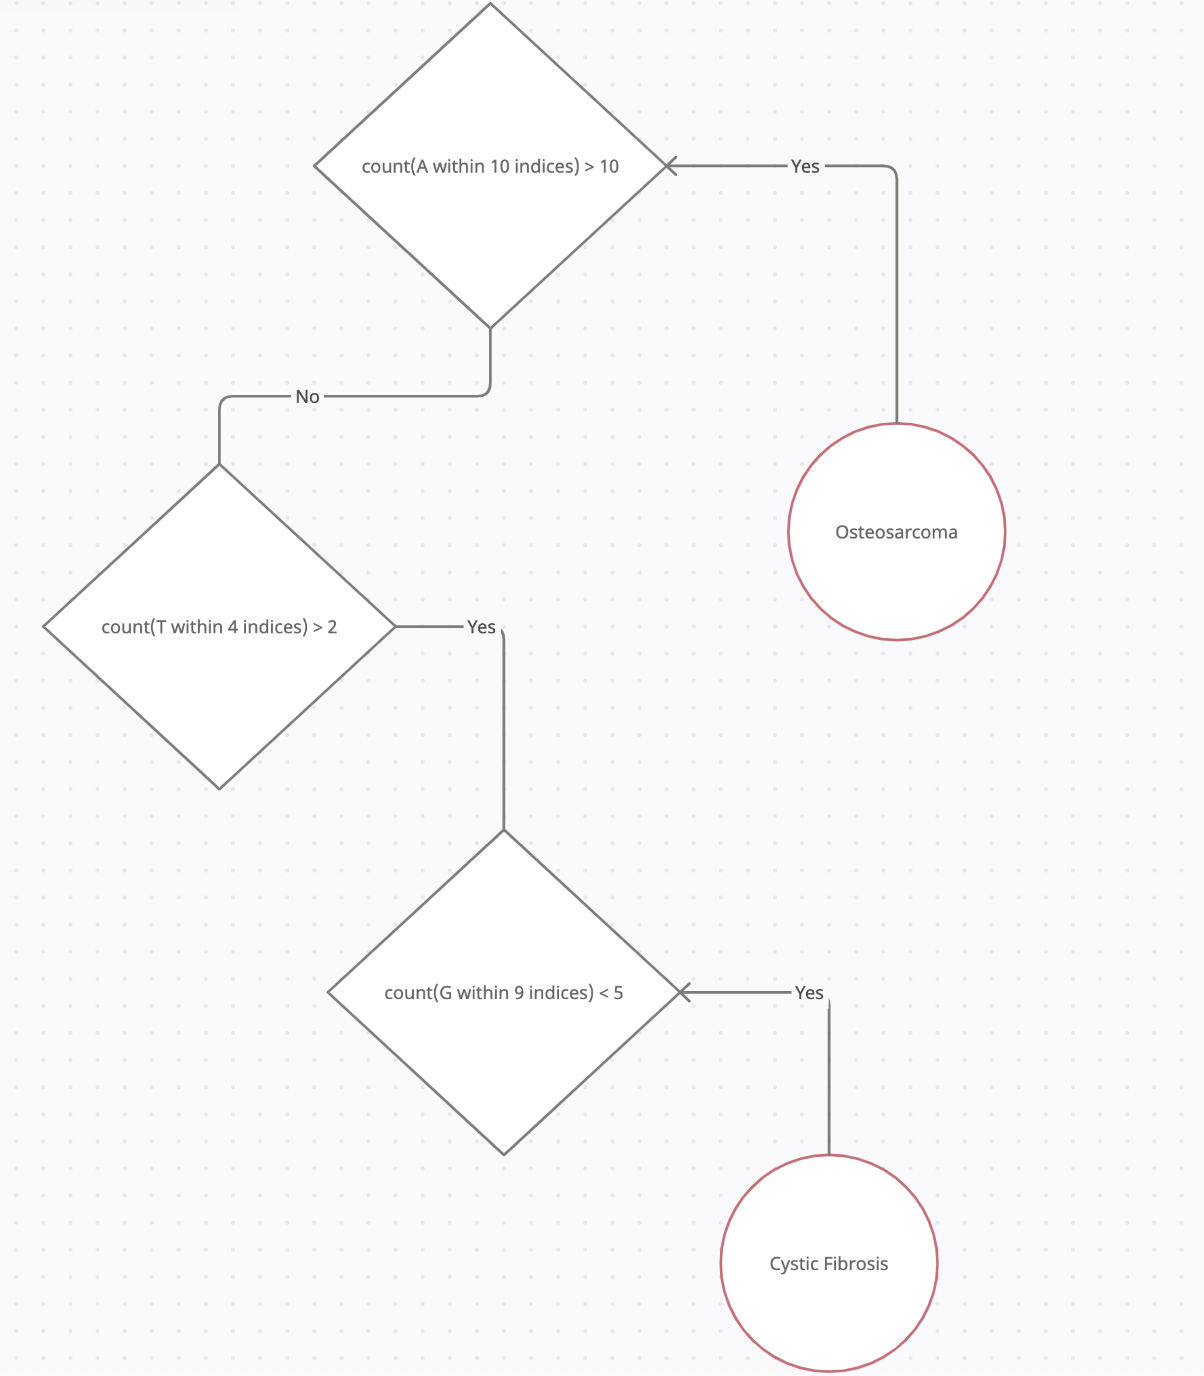 count(A within 10 indices) > 10
Yes
No
Osteosarcoma
count(T within 4 indices) > 2
Yes
count(G within 9 indices) < 5
Yes
Cystic Fibrosis